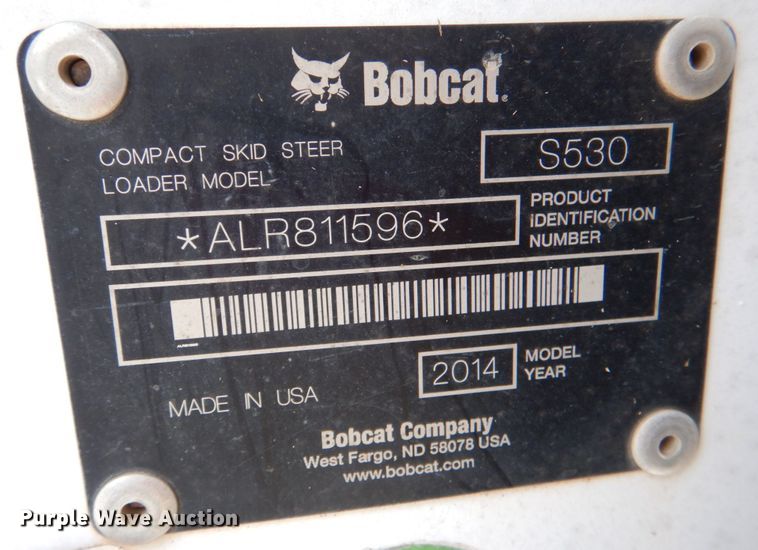 Bobcat®
COMPACT SKID STEER
LOADER MODEL
S530
*ALR811596*
PRODUCT
IDENTIFICATION
NUMBER
MADE IN USA
2014
MODEL
YEAR
Bobcat Company
West Fargo, ND 58078 USA
www.bobcat.com
Purple Wave Auction